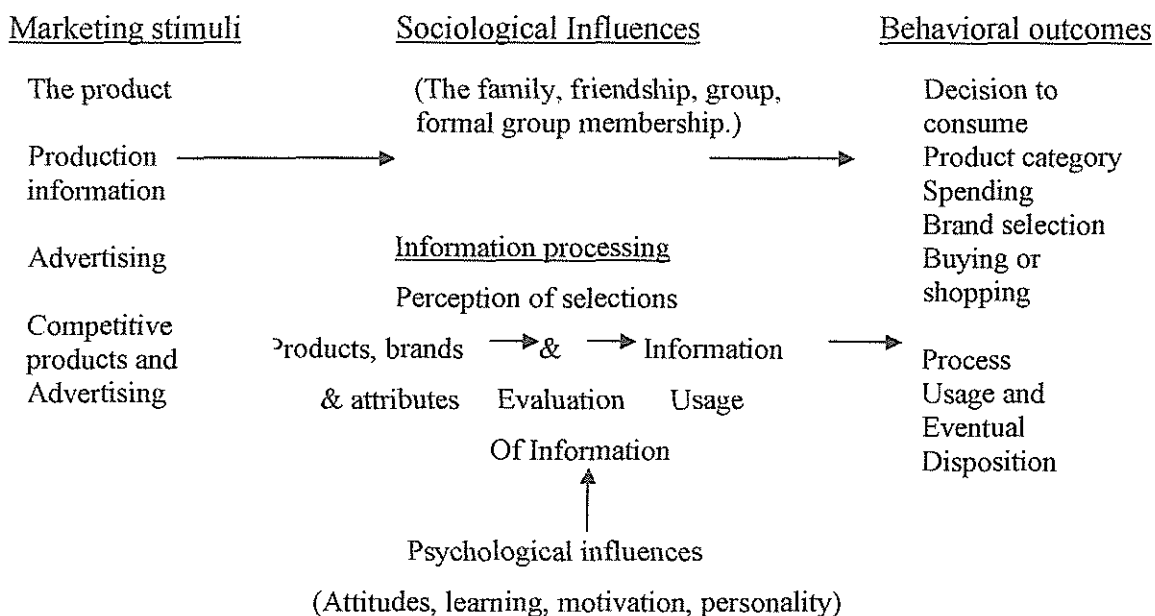 Marketing stimuli
The product
Production
information
Advertising
Competitive
products and
Advertising
Sociological Influences
(The family, friendship, group,
formal group membership.)
Information processing
Perception of selections
Products, brands & Information
& attributes Evaluation Usage
Of Information
Psychological influences
(Attitudes, learning, motivation, personality)
Behavioral outcomes
Decision to
consume
Product category
Spending
Brand selection
Buying or
shopping
Process
Usage and
Eventual
Disposition